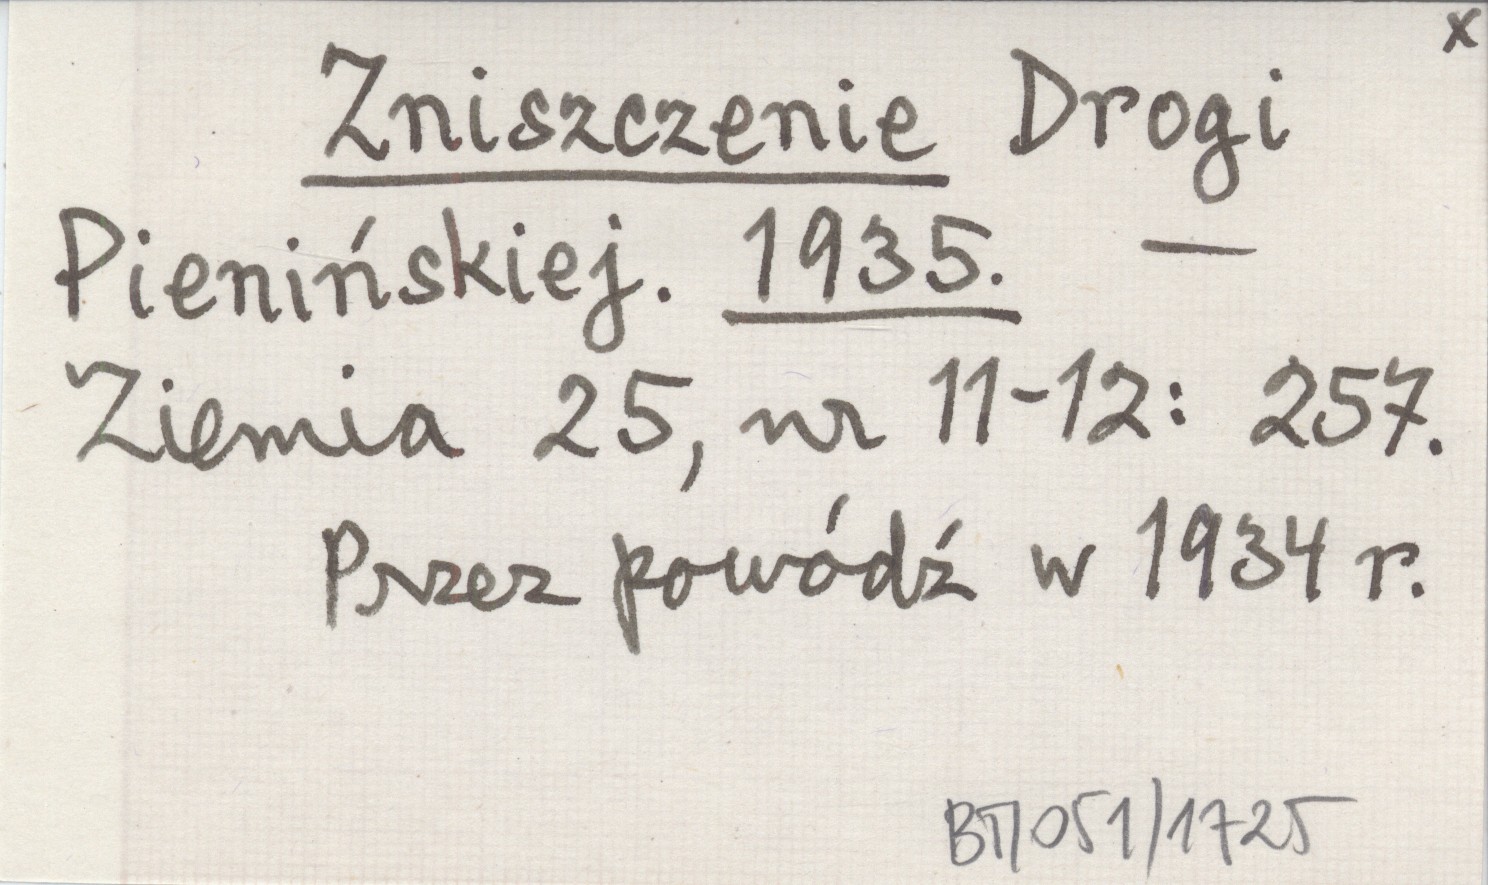 x
Zniszczenie Drogi
Pienińskiej. 1935. —
Ziemia 25, nr 11-12: 257.
Przez powódź w 1934 r.
BT/051/1725